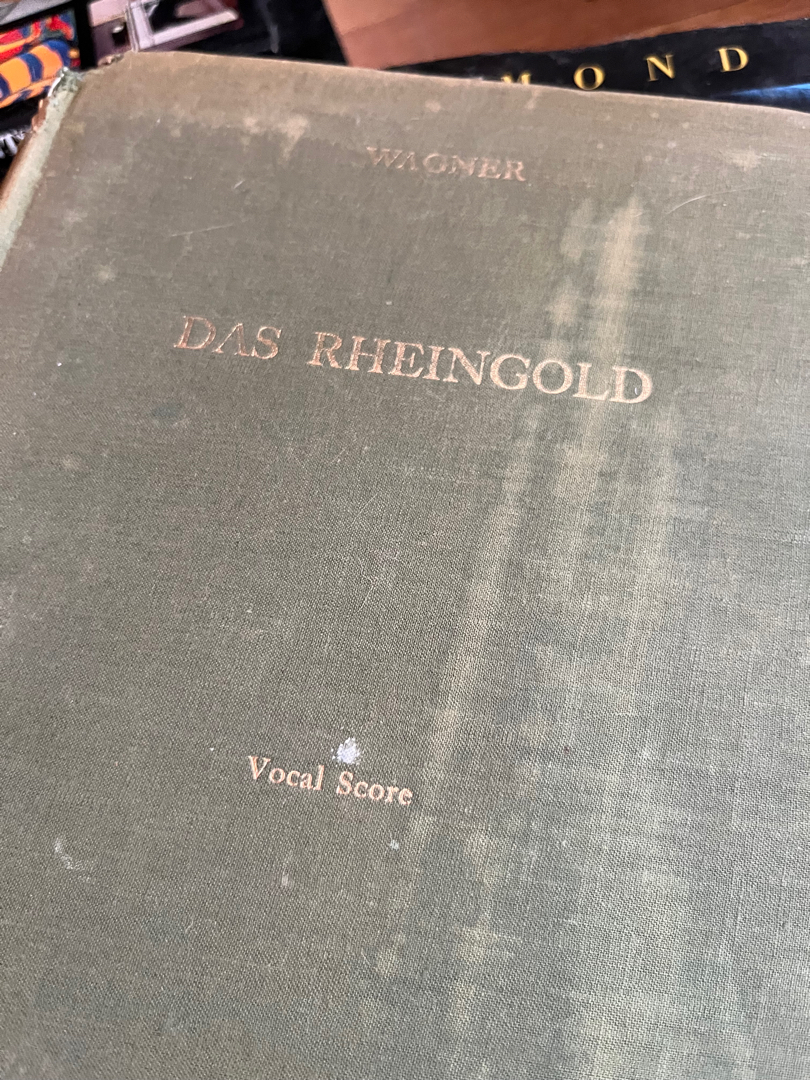 MOND
WAGNER
DAS RHEINGOLD
Vocal Score